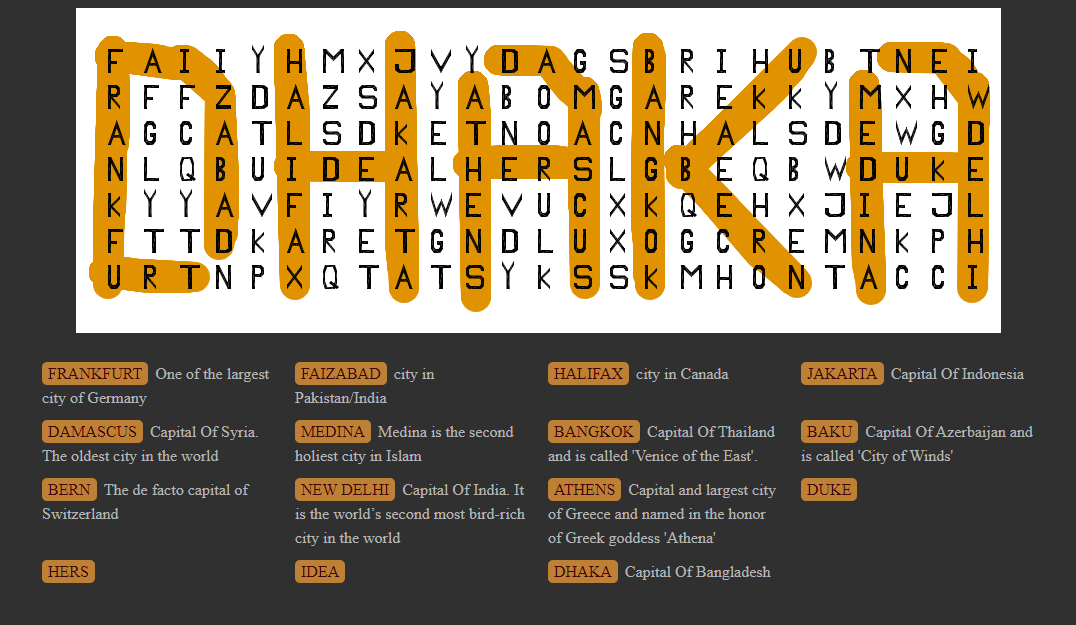 F A I I Y H M X J V Y D A G S B R I H U B T N E I
R F F Z D A Z S A Y A B O M G A R E K K Y M X H W
A G C A T L S D K E T N O A C N H A L S D E W G D
N L Q B U I D E A L H E R S L G B E Q B W D U K E
K Y Y A V F I Y R W E V U C X K Q E H X J I E J L
F T T D K A R E T G N D L U X O G C R E M N K P H
U R T N P X Q T A T S Y K S S K M H O N T A C C I
FRANKFURT One of the largest
city of Germany
FAIZABAD city in
Pakistan/India
HALIFAX city in Canada
JAKARTA Capital Of Indonesia
DAMASCUS Capital Of Syria.
The oldest city in the world
MEDINA Medina is the second
holiest city in Islam
BANGKOK Capital Of Thailand
and is called 'Venice of the East'.
BAKU Capital Of Azerbaijan and
is called 'City of Winds'
BERN The de facto capital of
Switzerland
NEW DELHI Capital Of India. It
is the world’s second most bird-rich
city in the world
ATHENS Capital and largest city
of Greece and named in the honor
of Greek goddess 'Athena'
DUKE
HERS
IDEA
DHAKA Capital Of Bangladesh